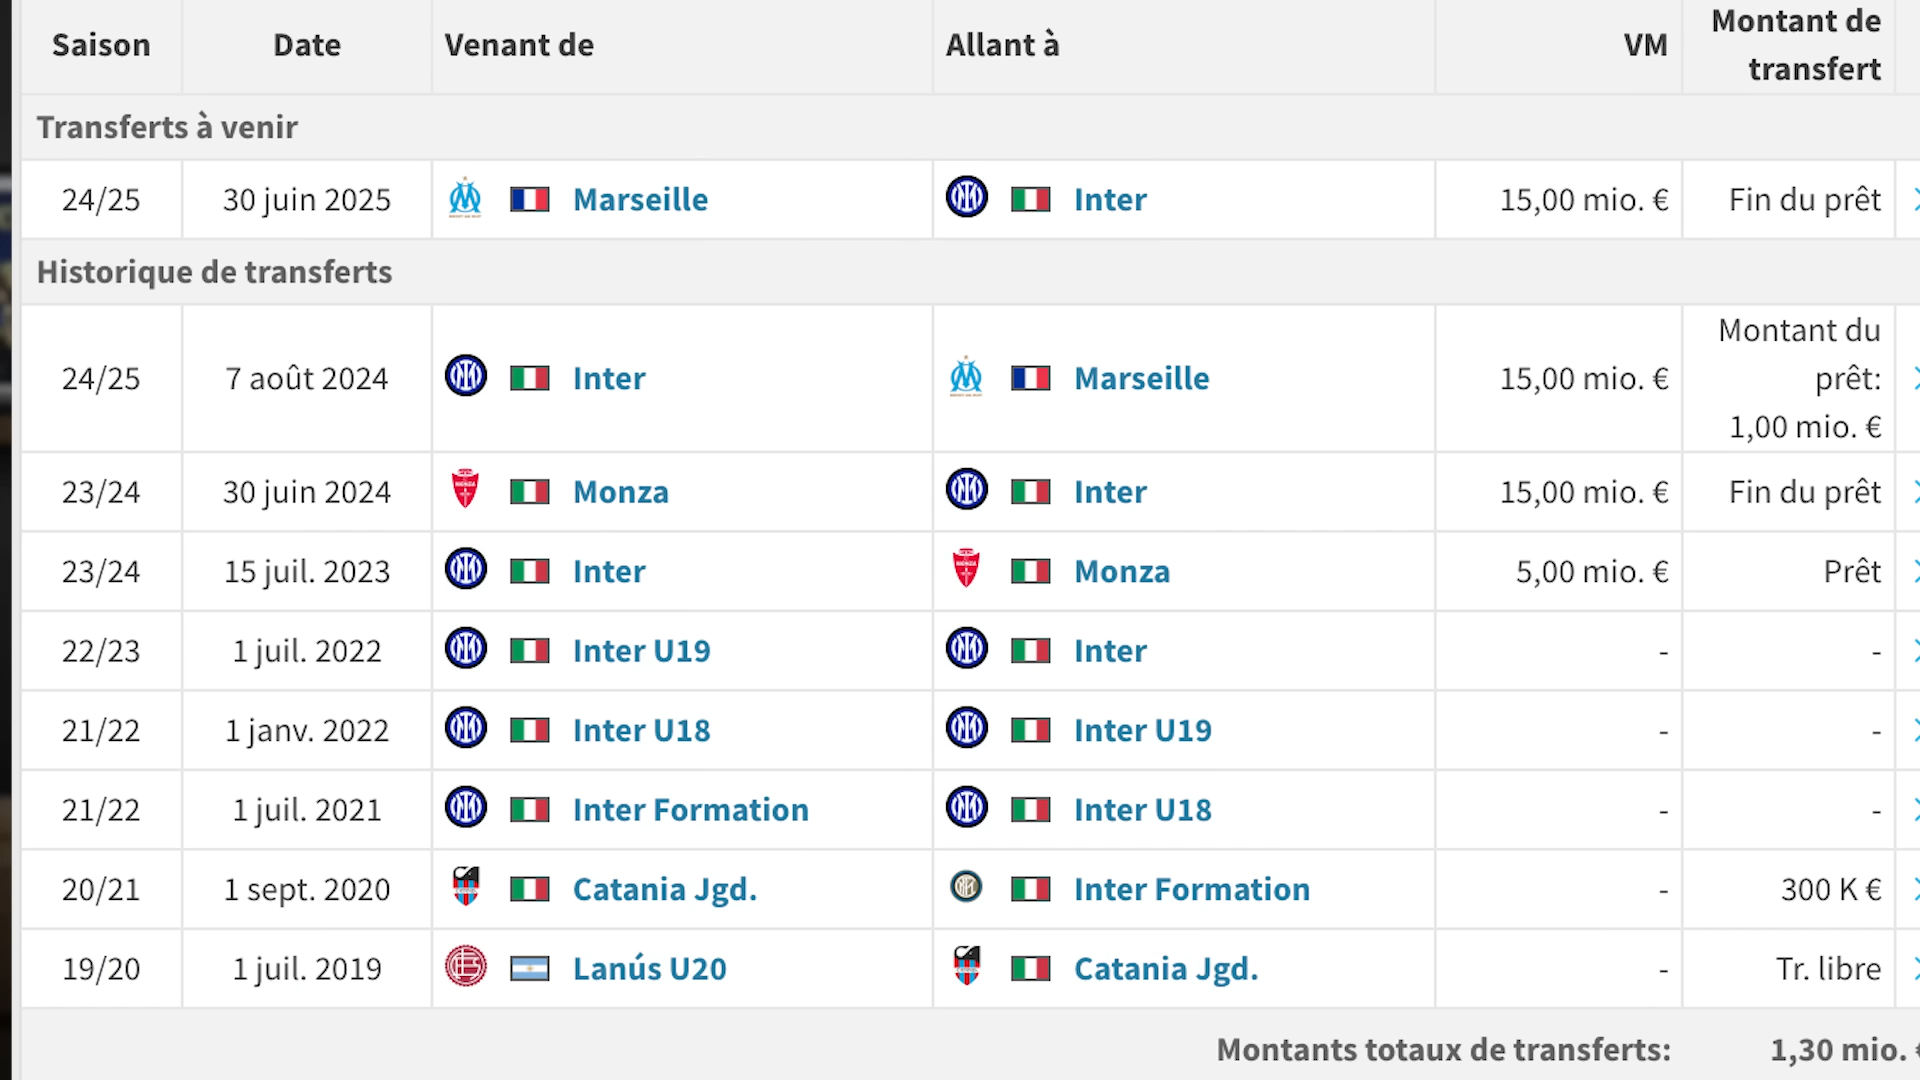 Saison Date Venant de Allant à VM Montant de transfert
Transferts à venir
24/25 30 juin 2025 Marseille Inter 15,00 mio. € Fin du prêt
Historique de transferts
24/25 7 août 2024 Inter Marseille 15,00 mio. € Montant du prêt: 1,00 mio. €
23/24 30 juin 2024 Monza Inter 15,00 mio. € Fin du prêt
23/24 15 juil. 2023 Inter Monza 5,00 mio. € Prêt
22/23 1 juil. 2022 Inter U19 Inter - -
21/22 1 janv. 2022 Inter U18 Inter U19 - -
21/22 1 juil. 2021 Inter Formation Inter U18 - -
20/21 1 sept. 2020 Catania Jgd. Inter Formation - 300 K €
19/20 1 juil. 2019 Lanús U20 Catania Jgd. - Tr. libre
Montants totaux de transferts: 1,30 mio. €